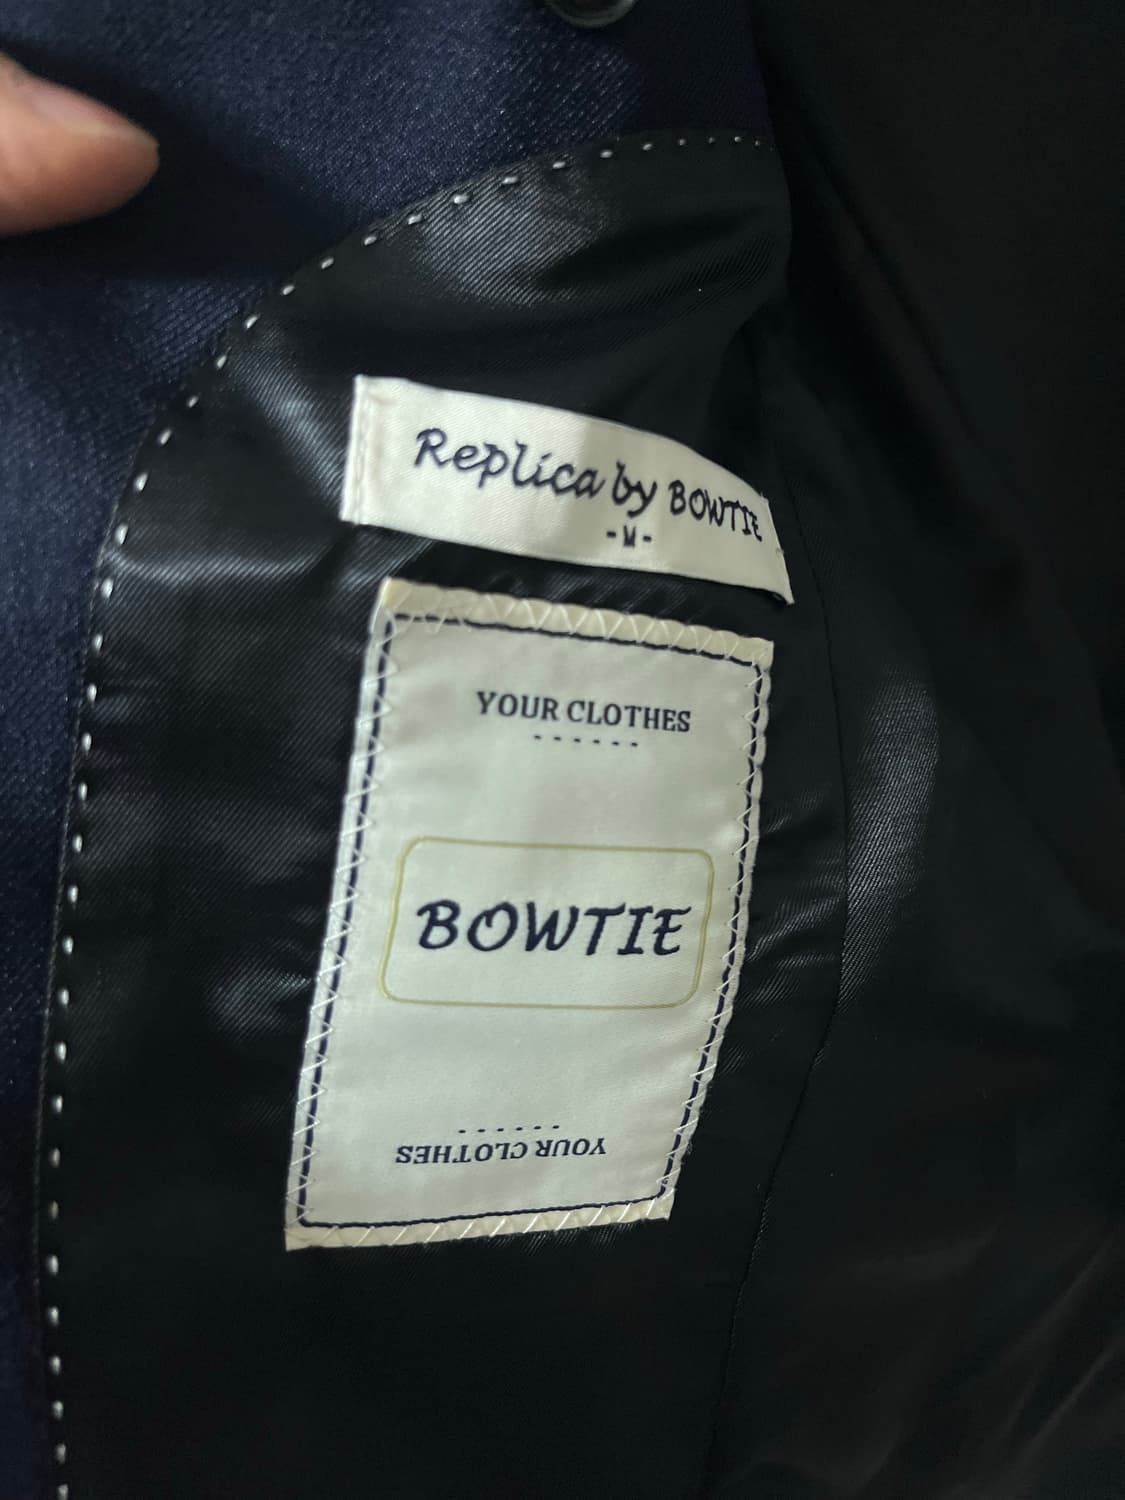 Replica by BOWTIE
-M-
YOUR CLOTHES
BOWTIE
YOUR CLOTHES